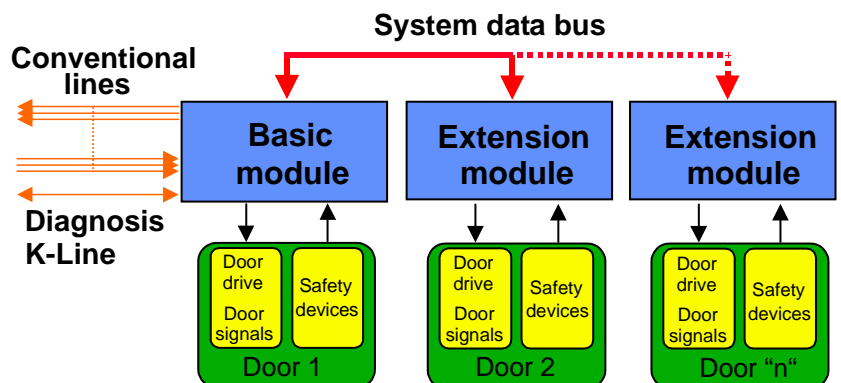 System data bus
Conventional
lines
Basic
module
Extension
module
Extension
module
Diagnosis
K-Line
Door
drive
Door
signals
Safety
devices
Door 1
Door
drive
Door
signals
Safety
devices
Door 2
Door
drive
Door
signals
Safety
devices
Door “n“